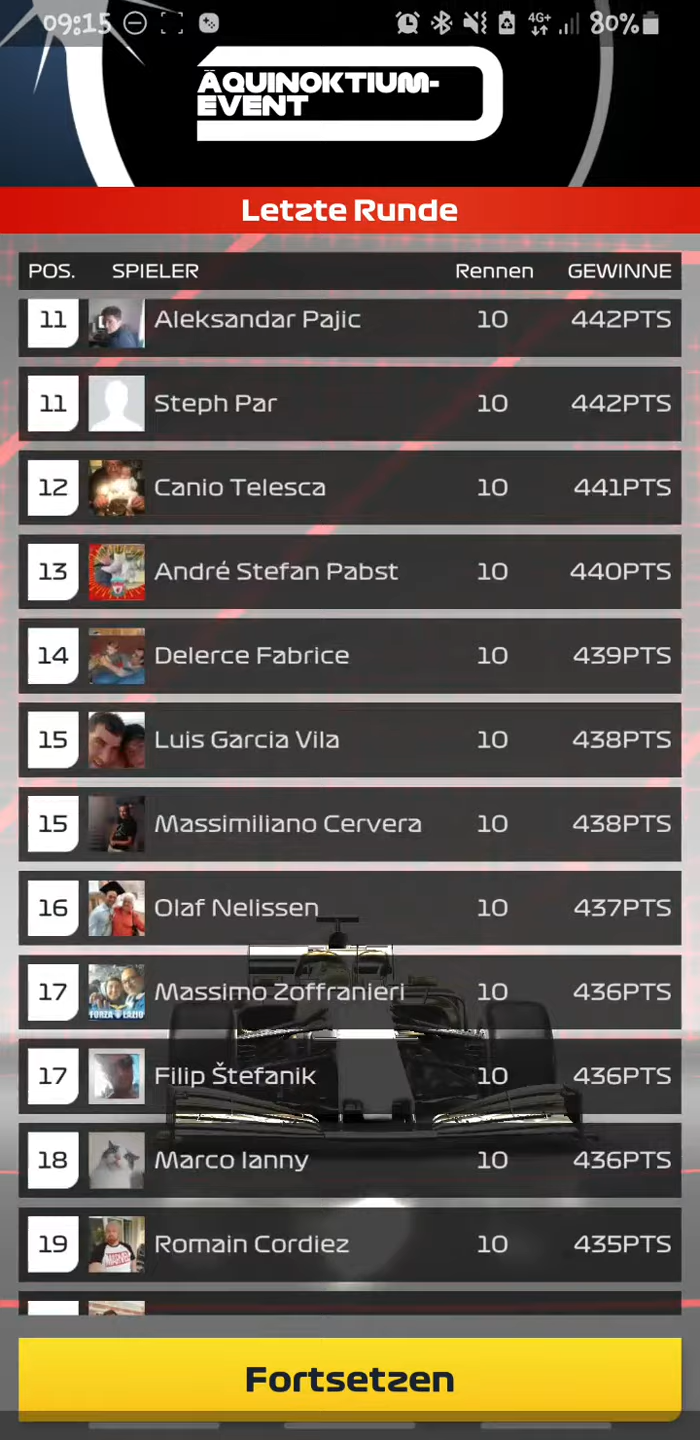 09:15
4G+
80%
ÄQUINOKTIUM-
EVENT
Letzte Runde
POS. SPIELER Rennen GEWINNE
11 Aleksandar Pajic 10 442PTS
11 Steph Par 10 442PTS
12 Canio Telesca 10 441PTS
13 André Stefan Pabst 10 440PTS
14 Delerce Fabrice 10 439PTS
15 Luis Garcia Vila 10 438PTS
15 Massimiliano Cervera 10 438PTS
16 Olaf Nelissen 10 437PTS
17 Massimo Zoffranieri 10 436PTS
FORZA LAZIO
17 Filip Štefanik 10 436PTS
18 Marco Ianny 10 436PTS
19 Romain Cordiez 10 435PTS
Fortsetzen